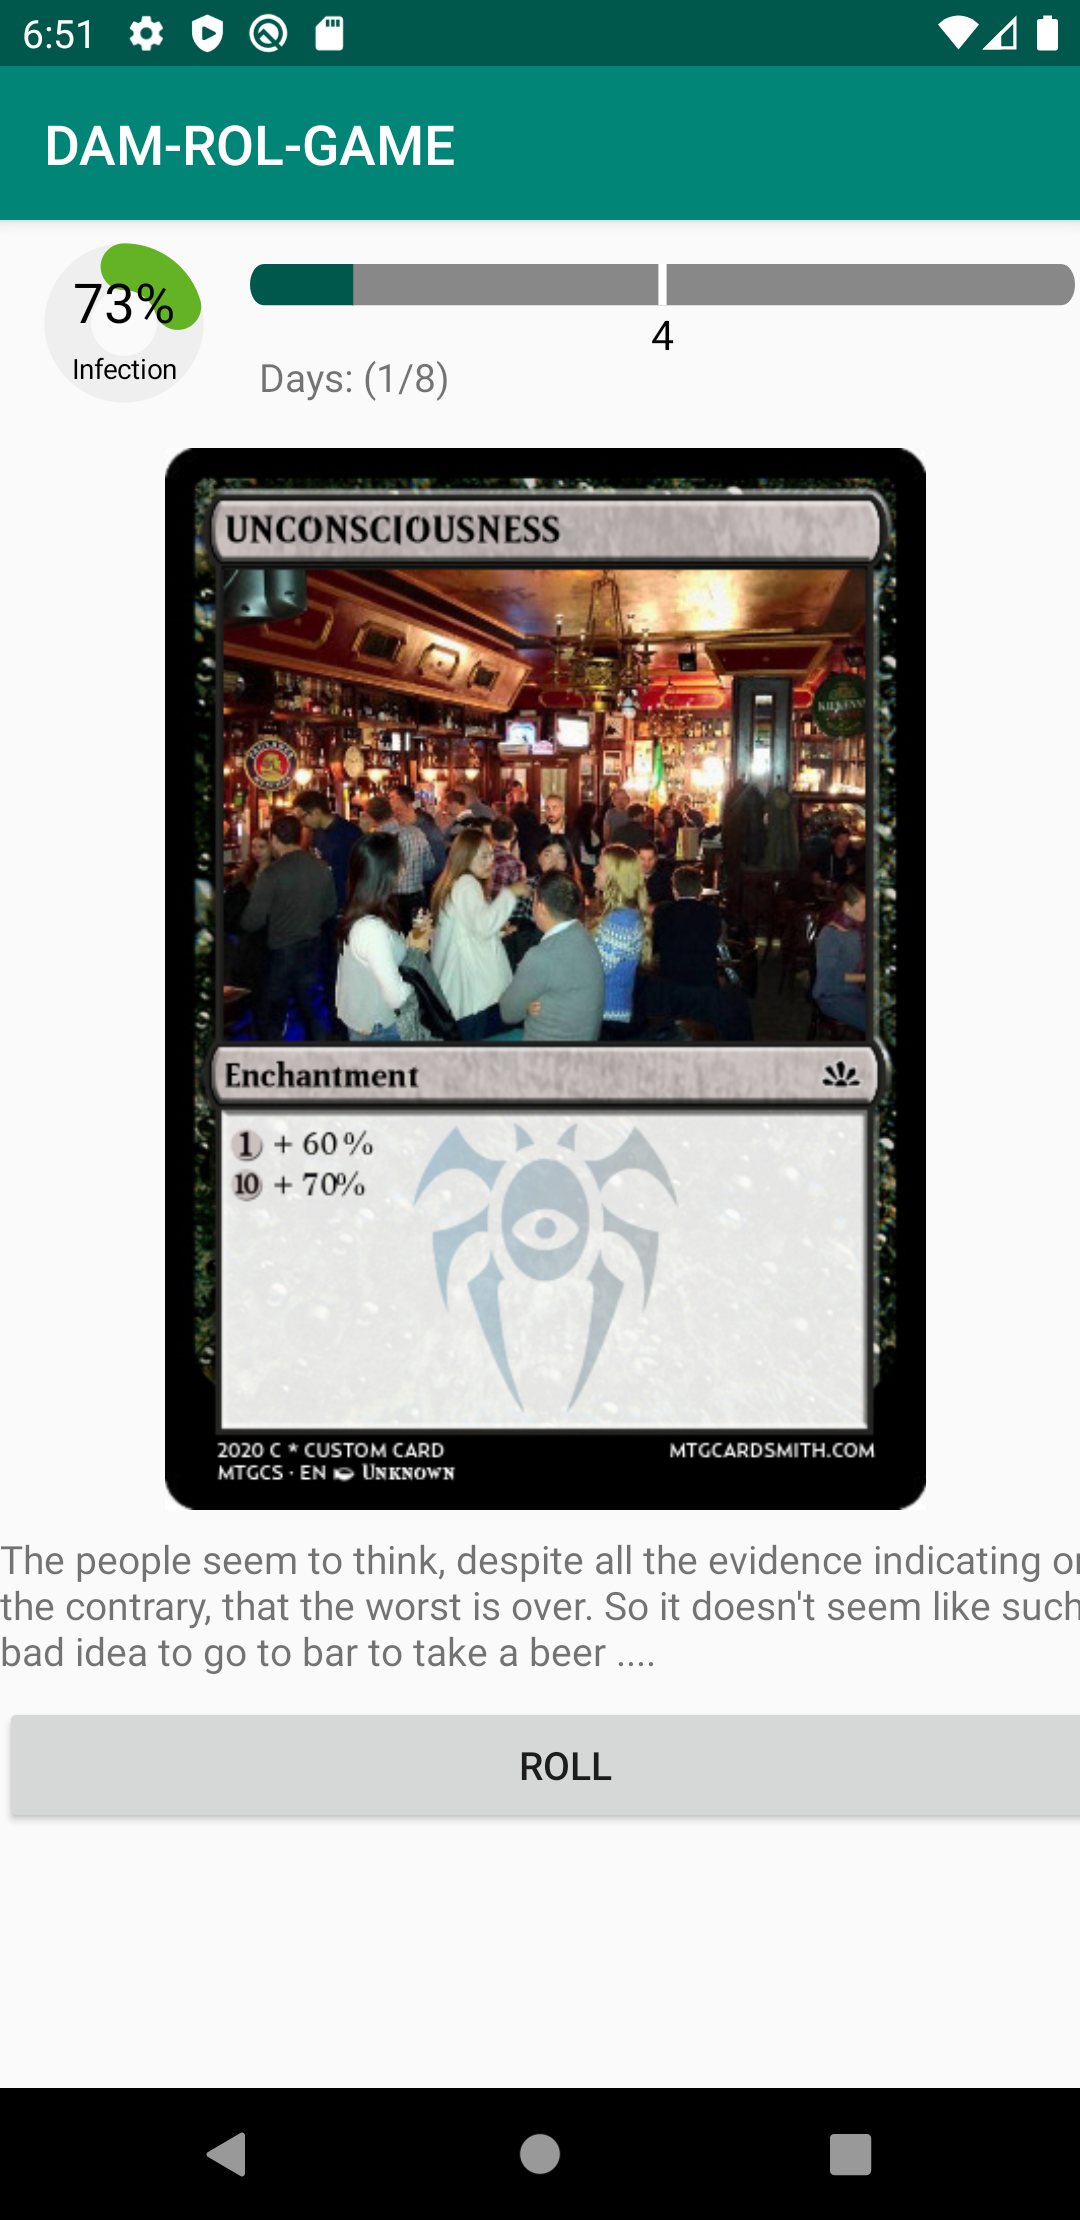 6:51
DAM-ROL-GAME
73%
Infection
4
Days: (1/8)
UNCONSCIOUSNESS
KILKENNY
PAULANER
Enchantment
1 + 60%
10 + 70%
2020 C * CUSTOM CARD
MTGCARDSMITH.COM
MTGCS · EN UNKNOWN
The people seem to think, despite all the evidence indicating on
the contrary, that the worst is over. So it doesn't seem like such
bad idea to go to bar to take a beer ....
ROLL